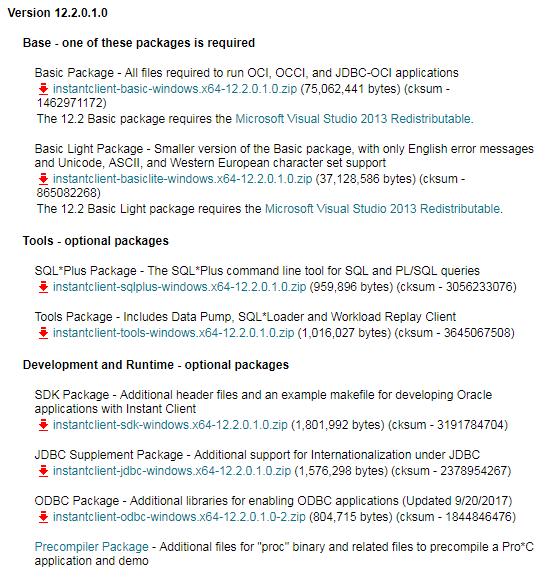 Version 12.2.0.1.0
Base - one of these packages is required
Basic Package - All files required to run OCI, OCCI, and JDBC-OCI applications
instantclient-basic-windows.x64-12.2.0.1.0.zip (75,062,441 bytes) (cksum -
1462971172)
The 12.2 Basic package requires the Microsoft Visual Studio 2013 Redistributable.
Basic Light Package - Smaller version of the Basic package, with only English error messages
and Unicode, ASCII, and Western European character set support
instantclient-basiclite-windows.x64-12.2.0.1.0.zip (37,128,586 bytes) (cksum -
865082268)
The 12.2 Basic Light package requires the Microsoft Visual Studio 2013 Redistributable.
Tools - optional packages
SQL*Plus Package - The SQL*Plus command line tool for SQL and PL/SQL queries
instantclient-sqlplus-windows.x64-12.2.0.1.0.zip (959,896 bytes) (cksum - 3056233076)
Tools Package - Includes Data Pump, SQL*Loader and Workload Replay Client
instantclient-tools-windows.x64-12.2.0.1.0.zip (1,016,027 bytes) (cksum - 3645067508)
Development and Runtime - optional packages
SDK Package - Additional header files and an example makefile for developing Oracle
applications with Instant Client
instantclient-sdk-windows.x64-12.2.0.1.0.zip (1,801,992 bytes) (cksum - 3191784704)
JDBC Supplement Package - Additional support for Internationalization under JDBC
instantclient-jdbc-windows.x64-12.2.0.1.0.zip (1,576,298 bytes) (cksum - 2378954267)
ODBC Package - Additional libraries for enabling ODBC applications (Updated 9/20/2017)
instantclient-odbc-windows.x64-12.2.0.1.0-2.zip (804,715 bytes) (cksum - 1844846476)
Precompiler Package - Additional files for "proc" binary and related files to precompile a Pro*C
application and demo